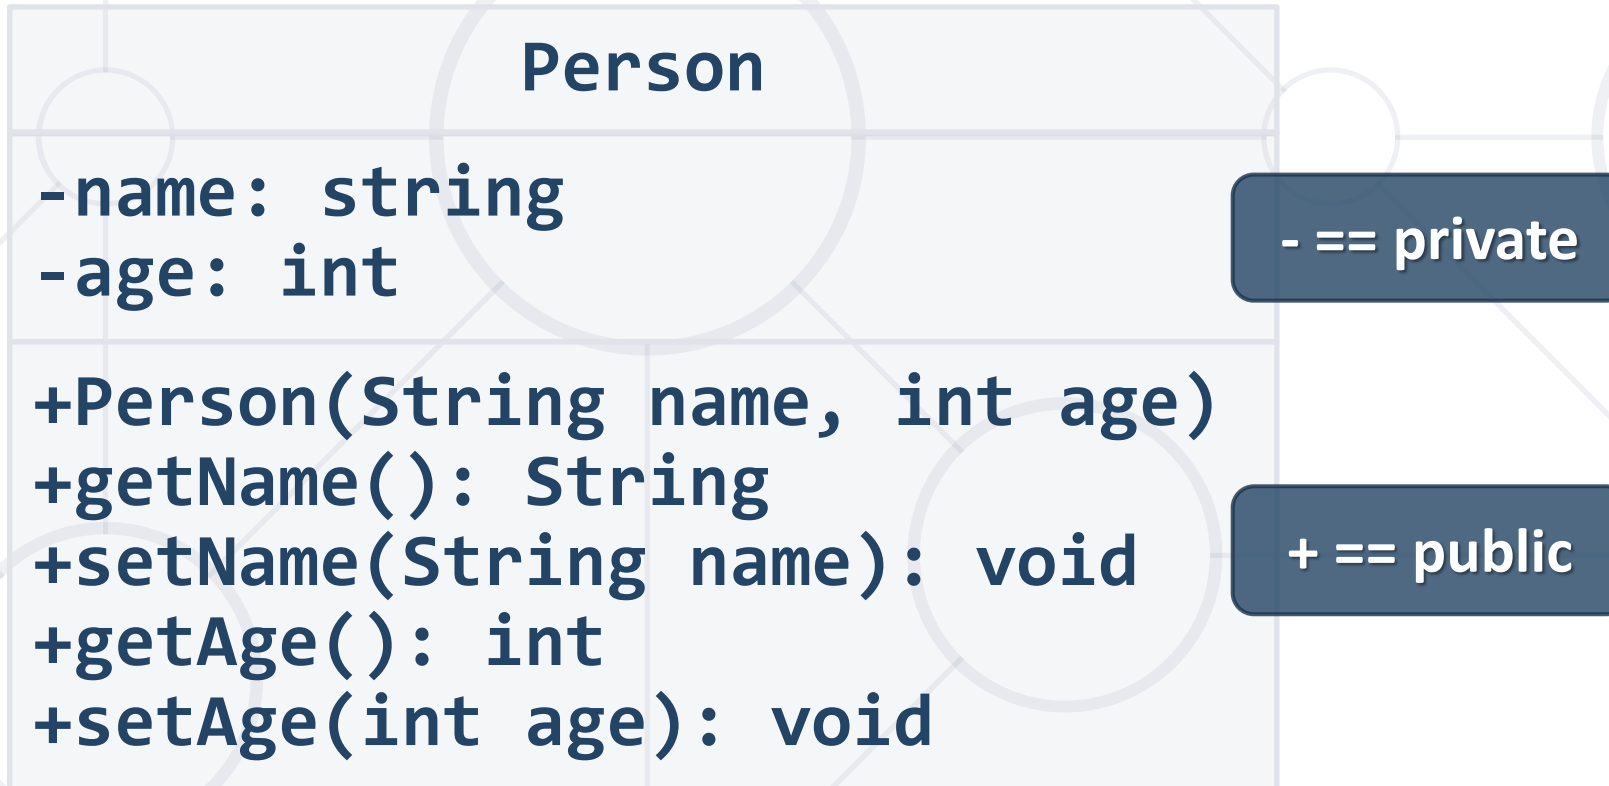 Person
-name: string
-age: int
- == private
+Person(String name, int age)
+getName(): String
+setName(String name): void
+getAge(): int
+setAge(int age): void
+ == public